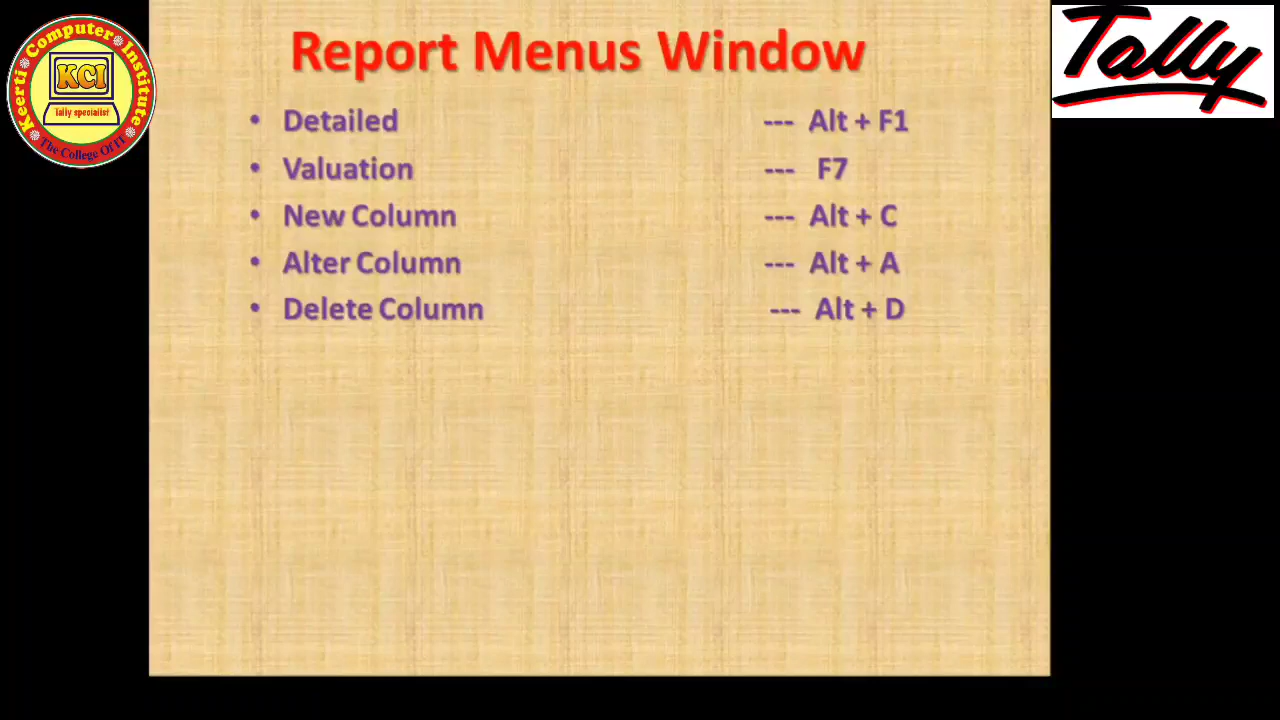 Report Menus Window
Keerti Computer Institute
KCI
Tally specialist
The College Of IT
Tally
• Detailed --- Alt + F1
• Valuation --- F7
• New Column --- Alt + C
• Alter Column --- Alt + A
• Delete Column --- Alt + D